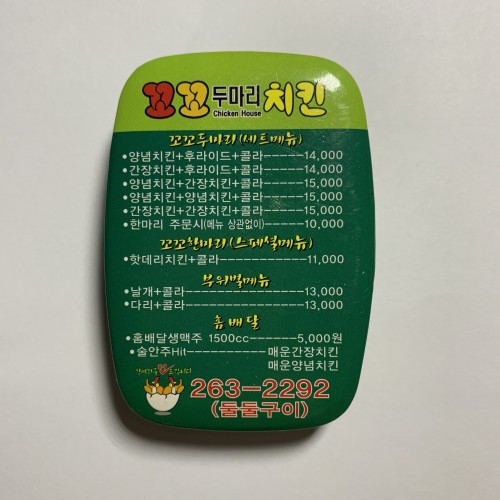 꼬꼬 두마리 치킨
Chicken House
꼬꼬두마리(세트메뉴)
•양념치킨+후라이드+콜라-----14,000
•간장치킨+후라이드+콜라-----14,000
•양념치킨+간장치킨+콜라-----15,000
•양념치킨+양념치킨+콜라-----15,000
•간장치킨+간장치킨+콜라-----15,000
•한마리 주문시(메뉴 상관없이)-----10,000
꼬꼬한마리(스페셜메뉴)
•핫데리치킨+콜라-----------11,000
부위별메뉴
•날개+콜라---------------13,000
•다리+콜라---------------13,000
홈배달
•홈배달생맥주 1500cc-----5,000원
•술안주Hit----------매운간장치킨
매운양념치킨
263-2292
(둘둘구이)